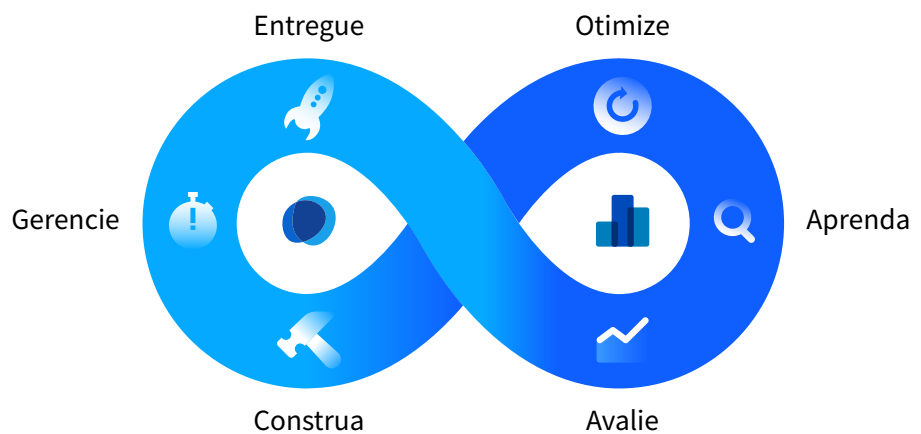 Entregue
Otimize
Gerencie
Aprenda
Construa
Avalie